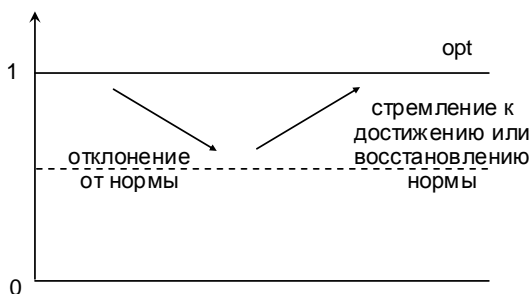 opt
1
отклонение
от нормы
стремление к
достижению или
восстановлению
нормы
0